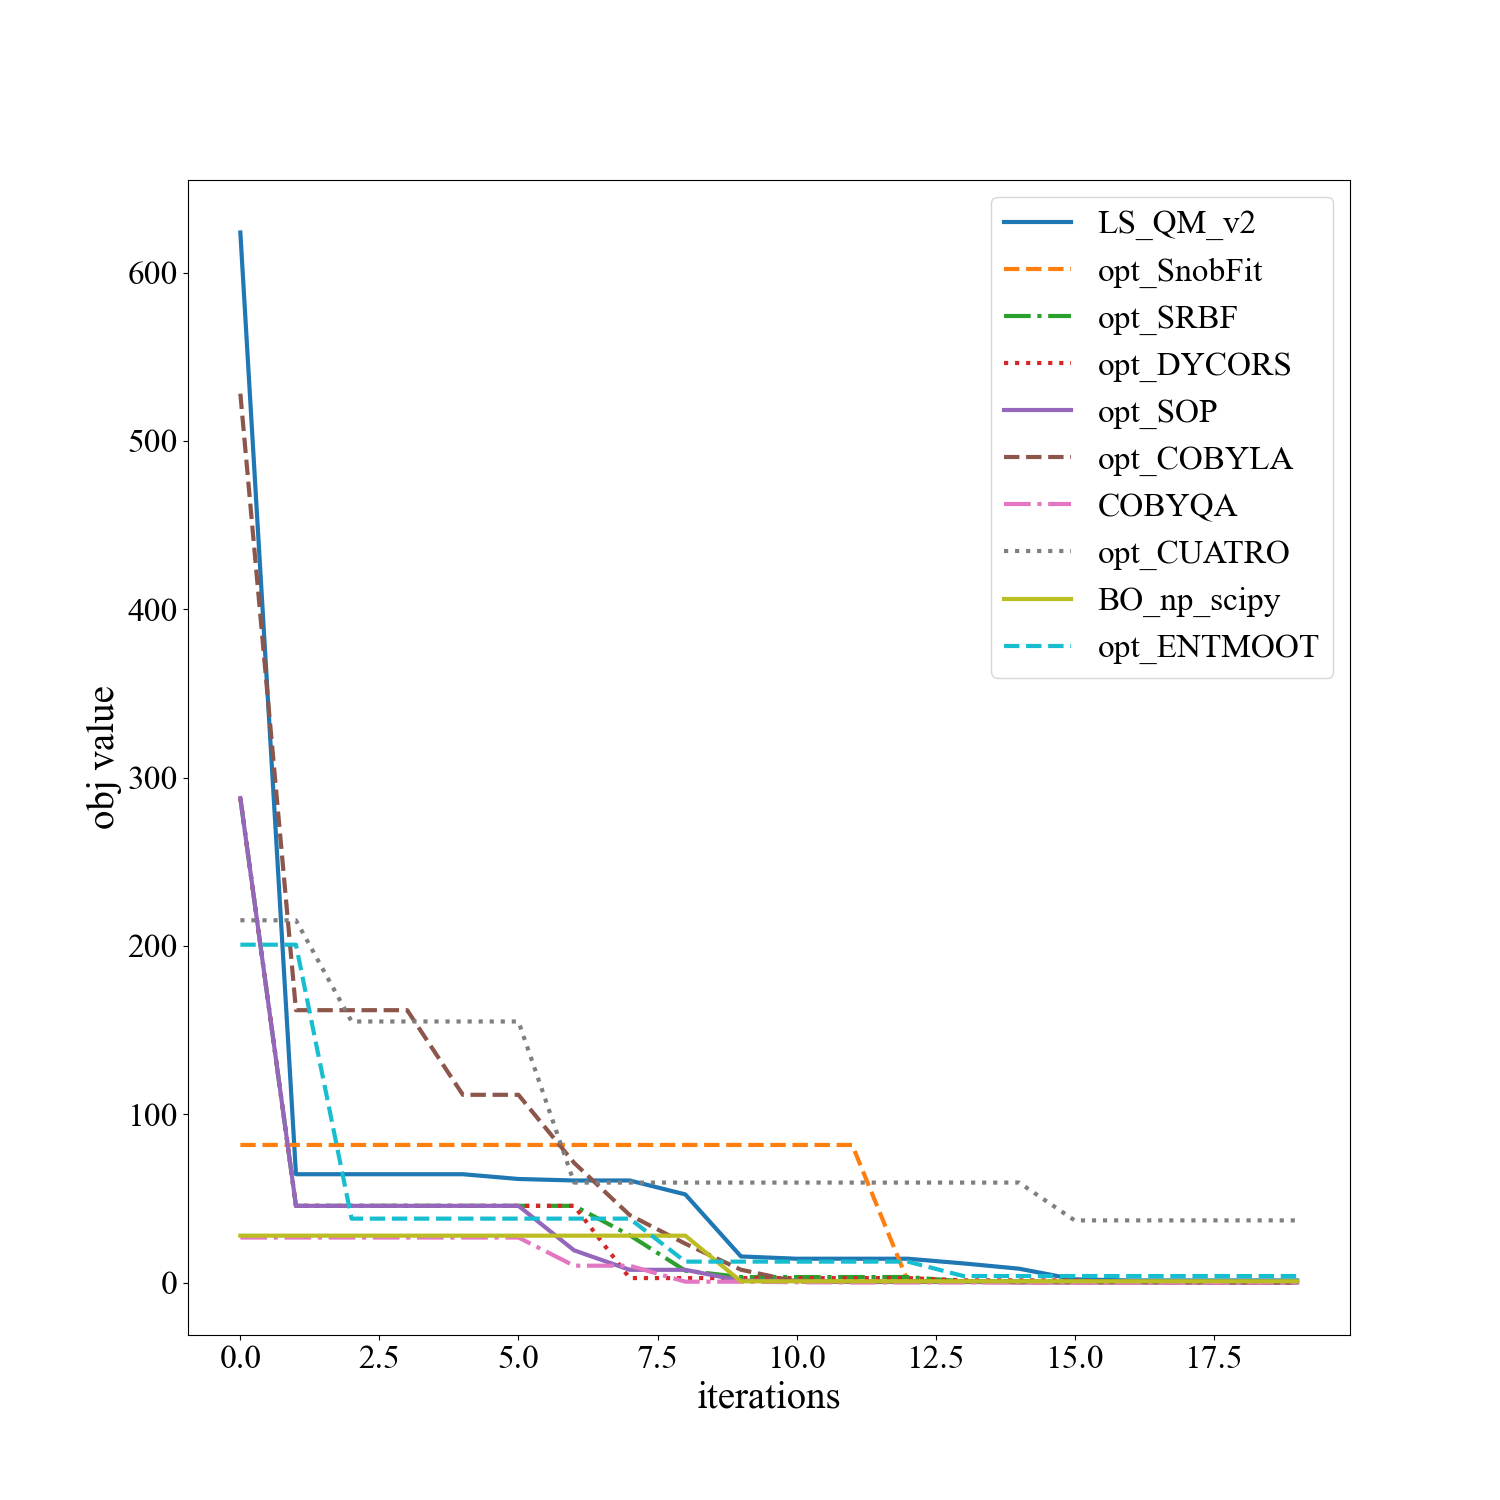 LS_QM_v2
opt_SnobFit
opt_SRBF
opt_DYCORS
opt_SOP
opt_COBYLA
COBYQA
opt_CUATRO
BO_np_scipy
opt_ENTMOOT
600
500
400
300
200
100
0
obj value
0.0 2.5 5.0 7.5 10.0 12.5 15.0 17.5
iterations